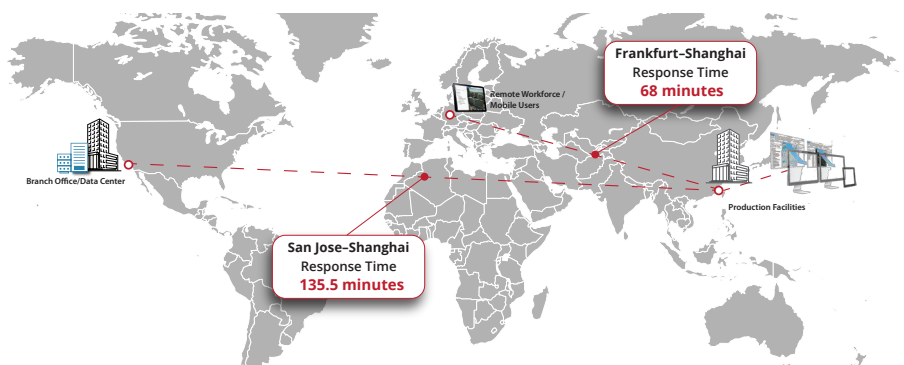 Frankfurt–Shanghai
Response Time
68 minutes
Remote Workforce /
Mobile Users
Branch Office/Data Center
Production Facilities
San Jose–Shanghai
Response Time
135.5 minutes